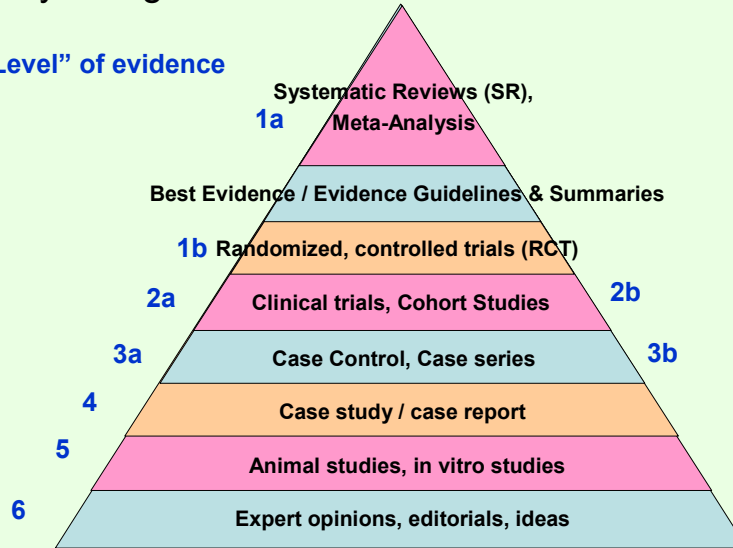 Level” of evidence
Systematic Reviews (SR),
1a
Meta-Analysis
Best Evidence / Evidence Guidelines & Summaries
1b Randomized, controlled trials (RCT)
2a Clinical trials, Cohort Studies 2b
3a Case Control, Case series 3b
4 Case study / case report
5 Animal studies, in vitro studies
6 Expert opinions, editorials, ideas